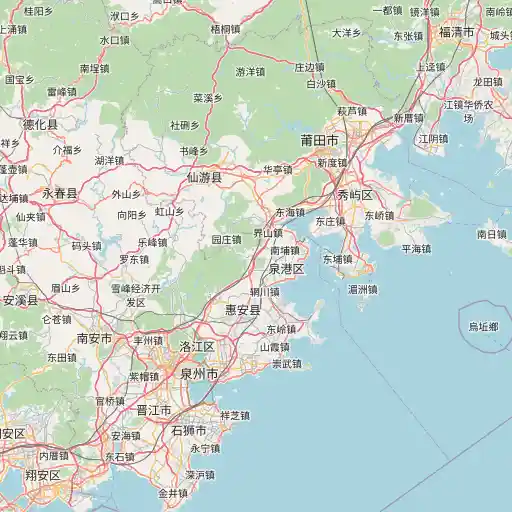 桂阳乡
汶口乡
梧桐镇
一都镇
镜洋镇
南岭镇
上涌镇
水口镇
大洋乡
东张镇
福清市
城头镇
南埕镇
游洋镇
庄边镇
上迳镇
国宝乡
白沙镇
龙田镇
雷峰镇
菜溪乡
萩芦镇
江镜华侨农场
德化县
社硎乡
新厝镇
莆田市
江阴镇
介福乡
书峰乡
湖洋镇
新度镇
蓬壶镇
仙游县
华亭镇
永春县
外山乡
秀屿区
达埔镇
仙夹镇
向阳乡
虹山乡
东海镇
东庄镇
东峤镇
南日镇
蓬华镇
码头镇
乐峰镇
园庄镇
界山镇
平海镇
罗东镇
南埔镇
东埔镇
泉港区
眉山乡
雪峰经济开发区
辋川镇
湄洲镇
安溪县
仑苍镇
惠安县
乌坵鄉
东岭镇
南安市
丰州镇
洛江区
山霞镇
东田镇
崇武镇
紫帽镇
泉州市
官桥镇
晋江市
祥芝镇
安海镇
石狮市
内厝镇
东石镇
永宁镇
翔安区
深沪镇
金井镇